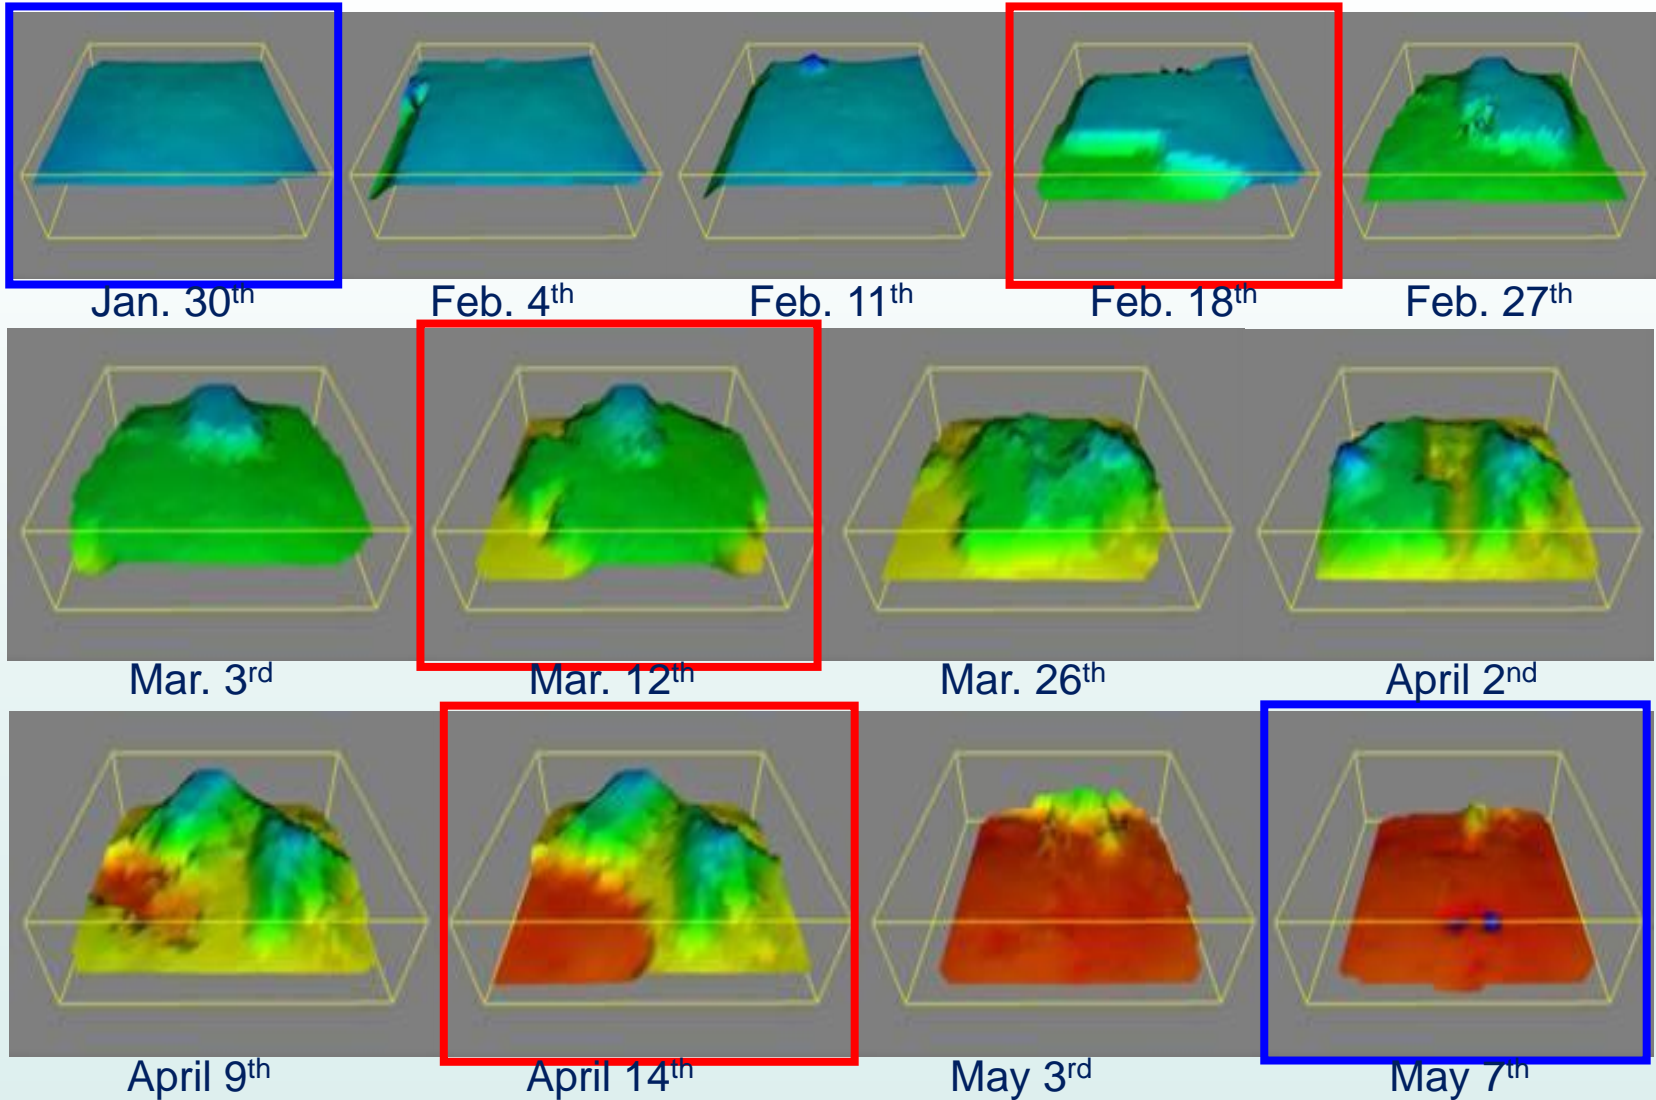 Jan. 30th Feb. 4th Feb. 11th Feb. 18th Feb. 27th
Mar. 3rd Mar. 12th Mar. 26th April 2nd
April 9th April 14th May 3rd May 7th